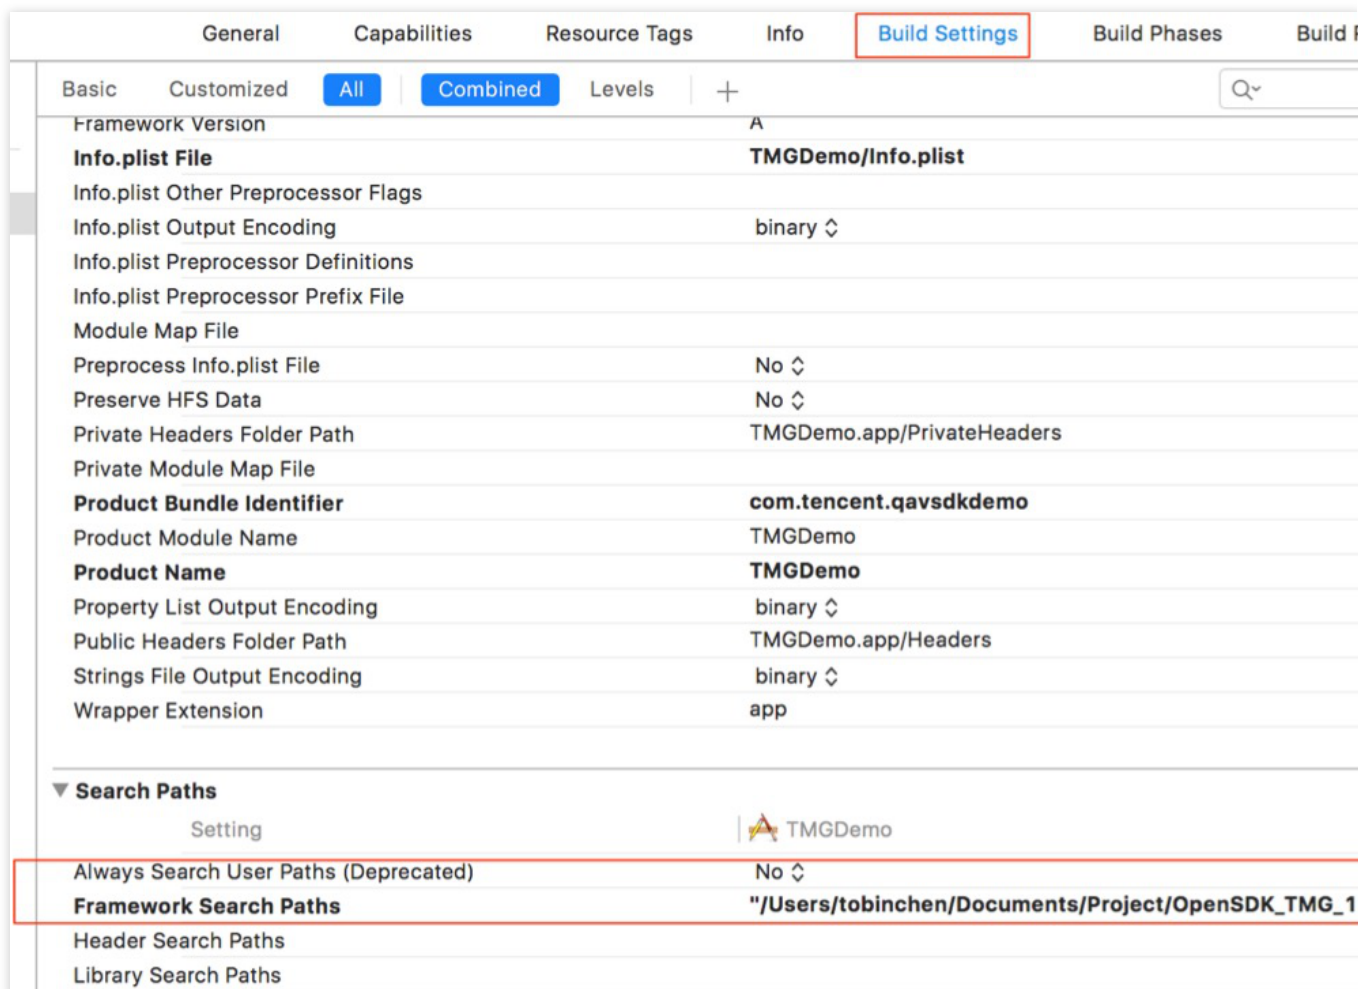 General Capabilities Resource Tags Info Build Settings Build Phases Build
Basic Customized All Combined Levels +
Framework Version A
Info.plist File TMGDemo/Info.plist
Info.plist Other Preprocessor Flags
Info.plist Output Encoding binary
Info.plist Preprocessor Definitions
Info.plist Preprocessor Prefix File
Module Map File
Preprocess Info.plist File No
Preserve HFS Data No
Private Headers Folder Path TMGDemo.app/PrivateHeaders
Private Module Map File
Product Bundle Identifier com.tencent.qavsdkdemo
Product Module Name TMGDemo
Product Name TMGDemo
Property List Output Encoding binary
Public Headers Folder Path TMGDemo.app/Headers
Strings File Output Encoding binary
Wrapper Extension app
Search Paths
Setting TMGDemo
Always Search User Paths (Deprecated) No
Framework Search Paths "/Users/tobinchen/Documents/Project/OpenSDK_TMG_1
Header Search Paths
Library Search Paths